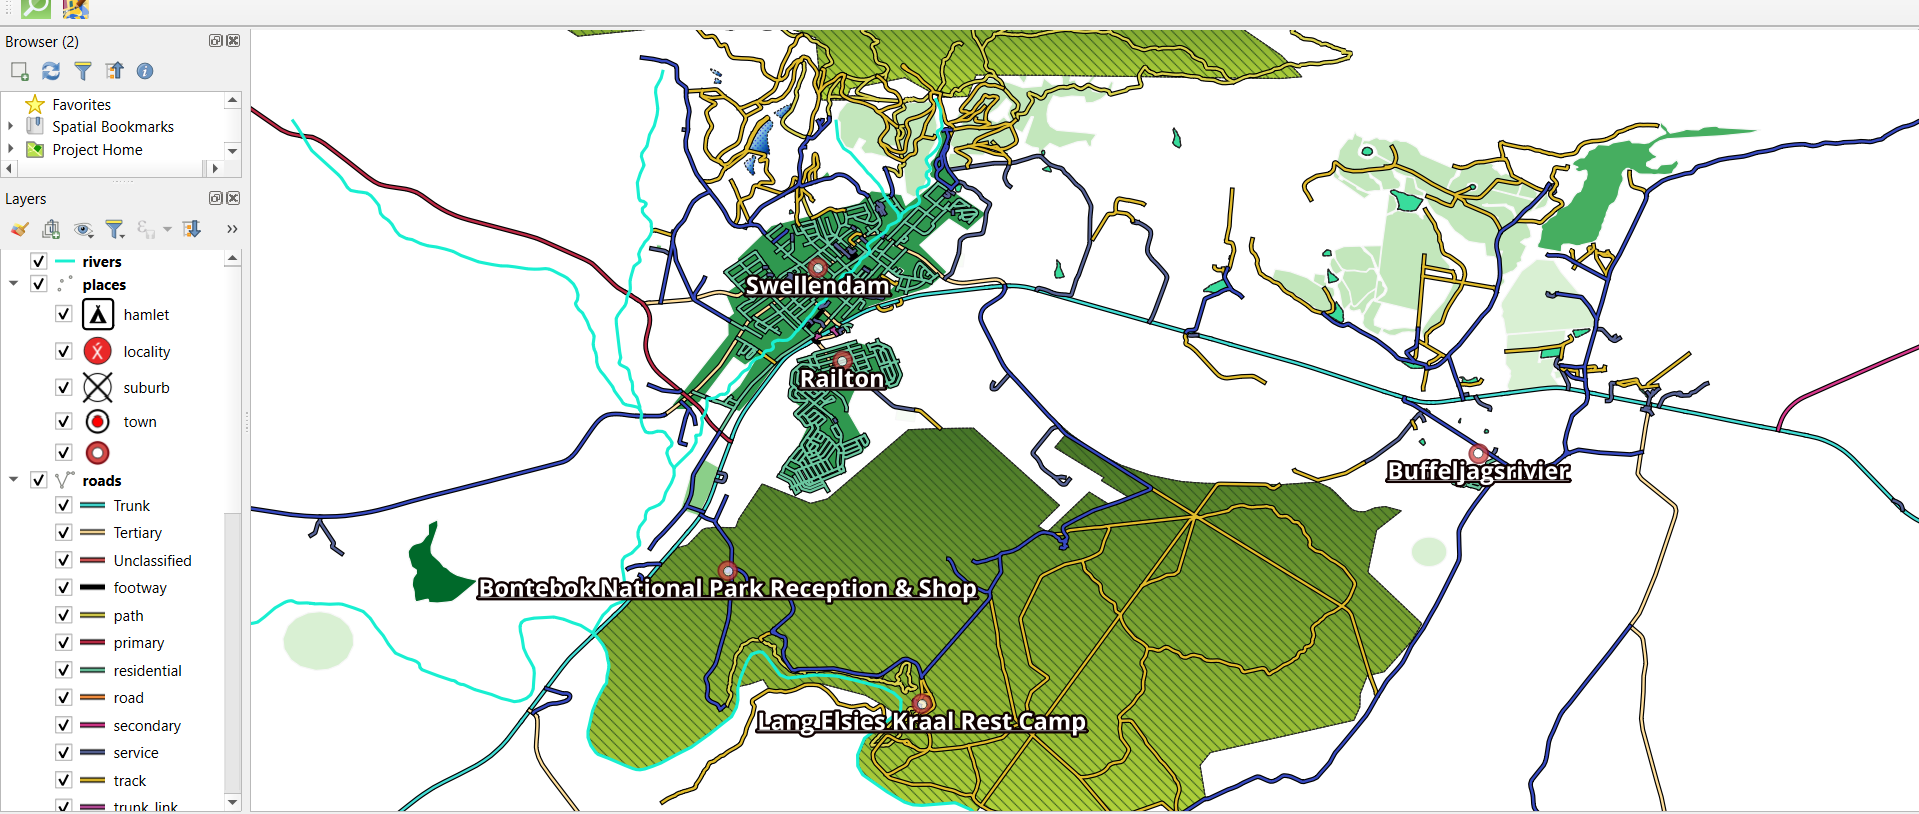 Browser (2)
Favorites
Spatial Bookmarks
Project Home
Layers
rivers
places
hamlet
locality
suburb
town
roads
Trunk
Tertiary
Unclassified
footway
path
primary
residential
road
secondary
service
track
trunk_link
Swellendam
Railton
Buffeljagsrivier
Bontebok National Park Reception & Shop
Lang Elsies Kraal Rest Camp